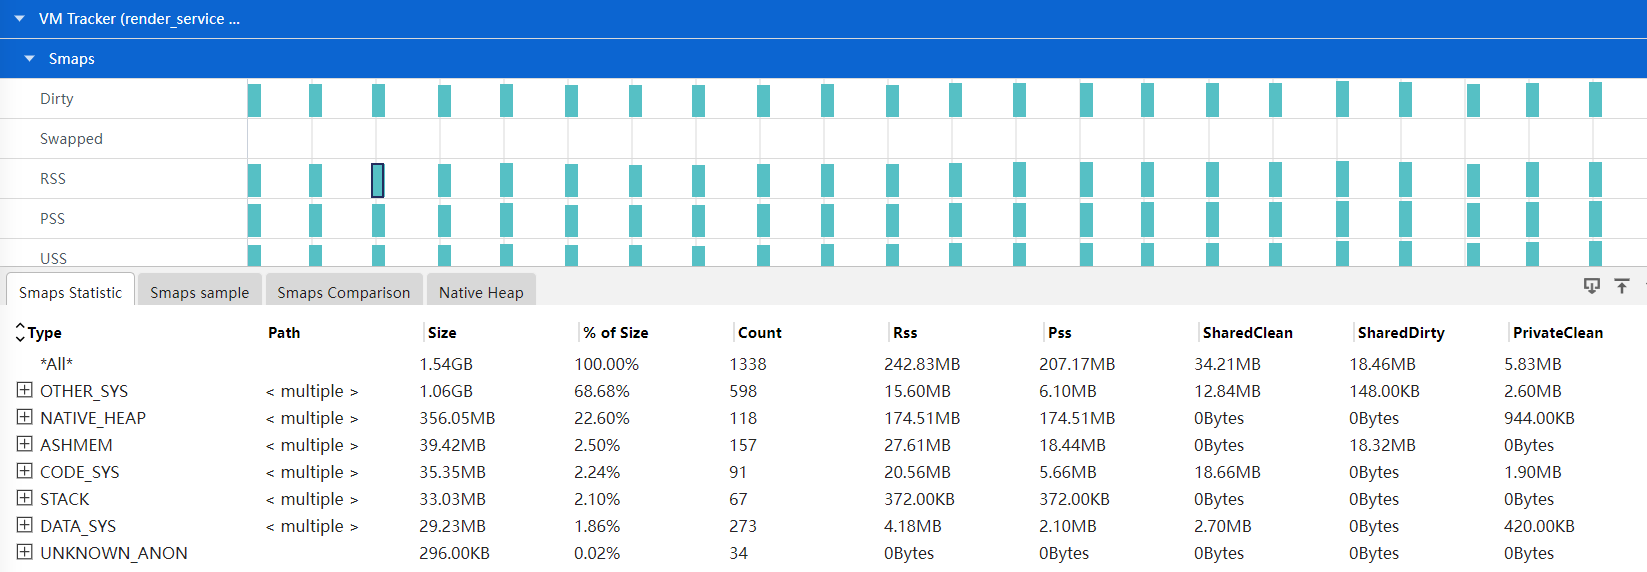 VM Tracker (render_service ...
Smaps
Dirty
Swapped
RSS
PSS
USS
Smaps Statistic Smaps sample Smaps Comparison Native Heap
Type Path Size % of Size Count Rss Pss SharedClean SharedDirty PrivateClean
*All* 1.54GB 100.00% 1338 242.83MB 207.17MB 34.21MB 18.46MB 5.83MB
OTHER_SYS < multiple > 1.06GB 68.68% 598 15.60MB 6.10MB 12.84MB 148.00KB 2.60MB
NATIVE_HEAP < multiple > 356.05MB 22.60% 118 174.51MB 174.51MB 0Bytes 0Bytes 944.00KB
ASHMEM < multiple > 39.42MB 2.50% 157 27.61MB 18.44MB 0Bytes 18.32MB 0Bytes
CODE_SYS < multiple > 35.35MB 2.24% 91 20.56MB 5.66MB 18.66MB 0Bytes 1.90MB
STACK < multiple > 33.03MB 2.10% 67 372.00KB 372.00KB 0Bytes 0Bytes 0Bytes
DATA_SYS < multiple > 29.23MB 1.86% 273 4.18MB 2.10MB 2.70MB 0Bytes 420.00KB
UNKNOWN_ANON 296.00KB 0.02% 34 0Bytes 0Bytes 0Bytes 0Bytes 0Bytes